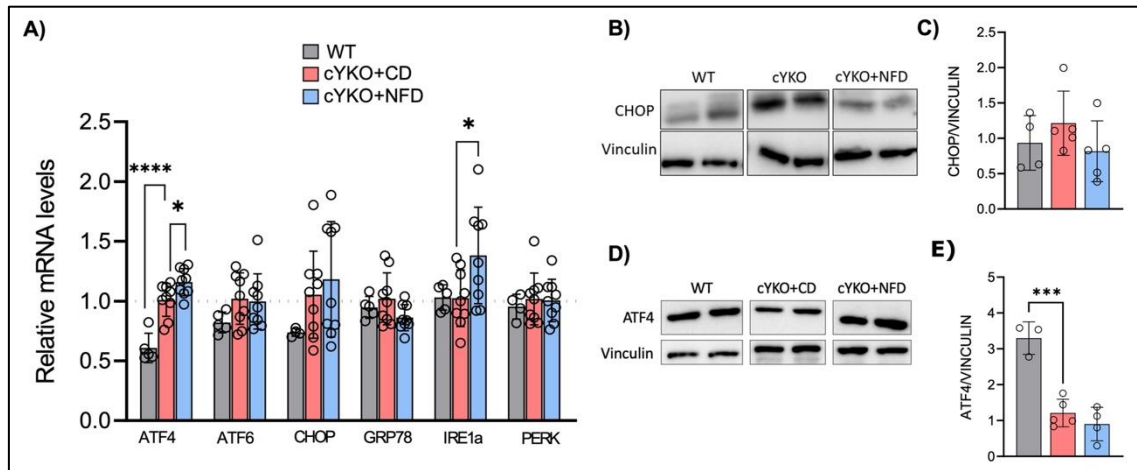 A)
WT
cYKO+CD
cYKO+NFD
Relative mRNA levels
2.5
2.0
1.5
1.0
0.5
0.0
****
*
*
ATF4 ATF6 CHOP GRP78 IRE1a PERK
B)
WT cYKO cYKO+NFD
CHOP
Vinculin
C)
CHOP/VINCULIN
2.5
2.0
1.5
1.0
0.5
0.0
D)
WT cYKO+CD cYKO+NFD
ATF4
Vinculin
E)
ATF4/VINCULIN
5
4
3
2
1
0
***